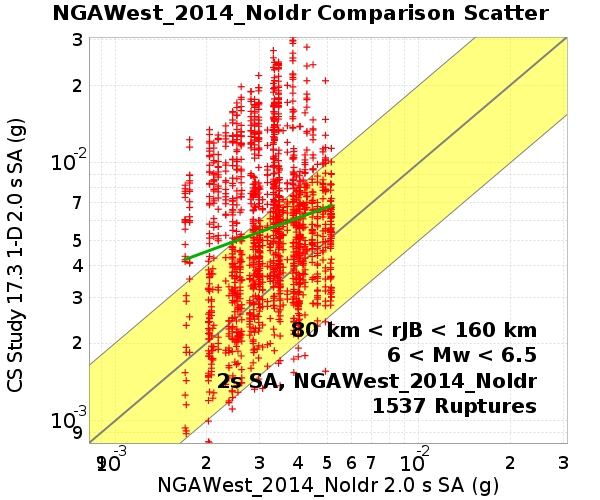 NGAWest_2014_NoIdr Comparison Scatter
CS Study 17.3 1-D 2.0 s SA (g)
3
2
10-2
7
5
4
3
2
10-3
9
80 km < rJB < 160 km
6 < Mw < 6.5
2s SA, NGAWest_2014_NoIdr
1537 Ruptures
9 10-3 2 3 4 5 6 7 10-2 2 3
NGAWest_2014_NoIdr 2.0 s SA (g)